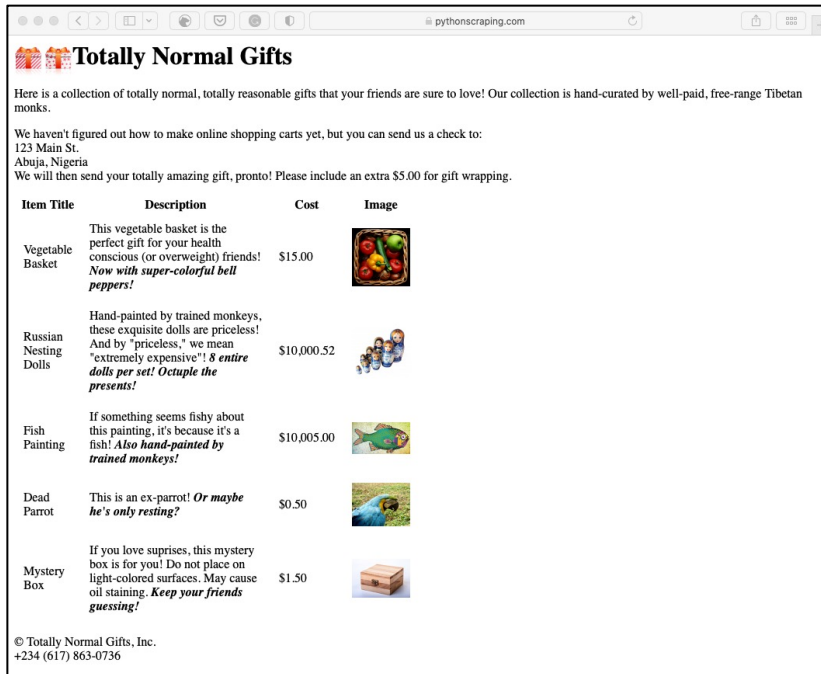 pythonscraping.com
Totally Normal Gifts
Here is a collection of totally normal, totally reasonable gifts that your friends are sure to love! Our collection is hand-curated by well-paid, free-range Tibetan
monks.
We haven't figured out how to make online shopping carts yet, but you can send us a check to:
123 Main St.
Abuja, Nigeria
We will then send your totally amazing gift, pronto! Please include an extra $5.00 for gift wrapping.
Item Title Description Cost Image
Vegetable
Basket
This vegetable basket is the
perfect gift for your health
conscious (or overweight) friends!
Now with super-colorful bell
peppers!
$15.00
Russian
Nesting
Dolls
Hand-painted by trained monkeys,
these exquisite dolls are priceless!
And by "priceless," we mean
"extremely expensive"! 8 entire
dolls per set! Octuple the
presents!
$10,000.52
Fish
Painting
If something seems fishy about
this painting, it's because it's a
fish! Also hand-painted by
trained monkeys!
$10,005.00
Dead
Parrot
This is an ex-parrot! Or maybe
he's only resting?
$0.50
Mystery
Box
If you love suprises, this mystery
box is for you! Do not place on
light-colored surfaces. May cause
oil staining. Keep your friends
guessing!
$1.50
© Totally Normal Gifts, Inc.
+234 (617) 863-0736